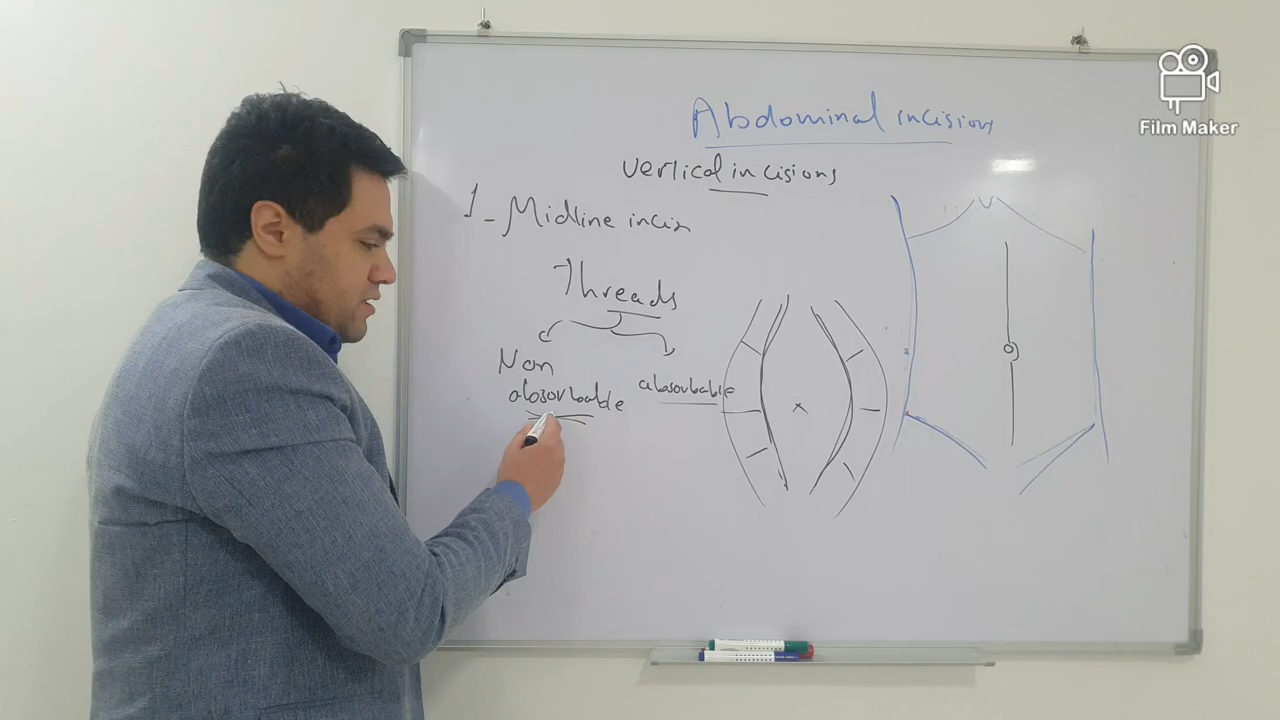 Film Maker
Abdominal incisions
vertical incisions
1- Midline incis
Threads
Non
absorbable
absorbable